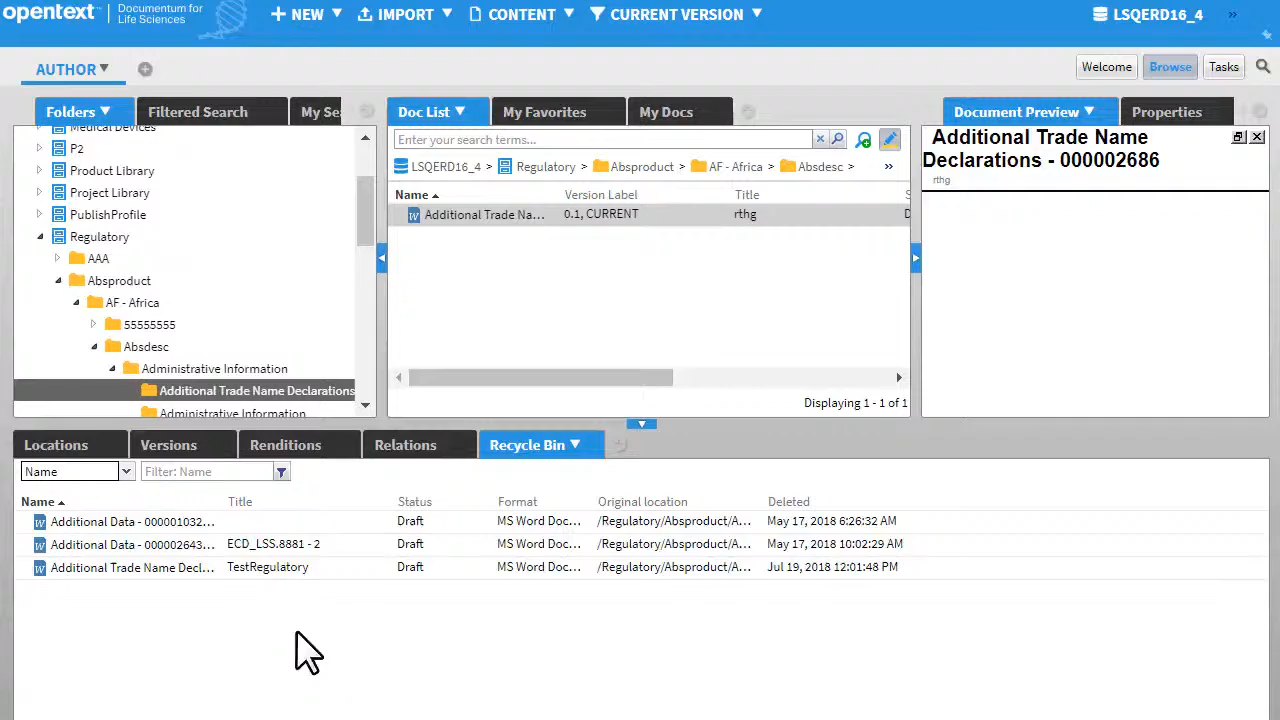 opentext™ | Documentum for Life Sciences
NEW IMPORT CONTENT CURRENT VERSION LSQERD16_4 »
AUTHOR Welcome Browse Tasks
Folders Filtered Search My Se
Medical Devices
P2
Product Library
Project Library
PublishProfile
Regulatory
AAA
Absproduct
AF - Africa
55555555
Absdesc
Administrative Information
Additional Trade Name Declarations
Administrative Information
Doc List My Favorites My Docs
Enter your search terms...
LSQERD16_4 > Regulatory > Absproduct > AF - Africa > Absdesc > »
Name Version Label Title S
Additional Trade Na... 0.1, CURRENT rthg D
Displaying 1 - 1 of 1
Document Preview Properties
Additional Trade Name
Declarations - 000002686
rthg
Locations Versions Renditions Relations Recycle Bin
Name Filter: Name
Name Title Status Format Original location Deleted
Additional Data - 000001032... Draft MS Word Doc... /Regulatory/Absproduct/A... May 17, 2018 6:26:32 AM
Additional Data - 000002643... ECD_LSS.8881 - 2 Draft MS Word Doc... /Regulatory/Absproduct/A... May 17, 2018 10:02:29 AM
Additional Trade Name Decl... TestRegulatory Draft MS Word Doc... /Regulatory/Absproduct/A... Jul 19, 2018 12:01:48 PM